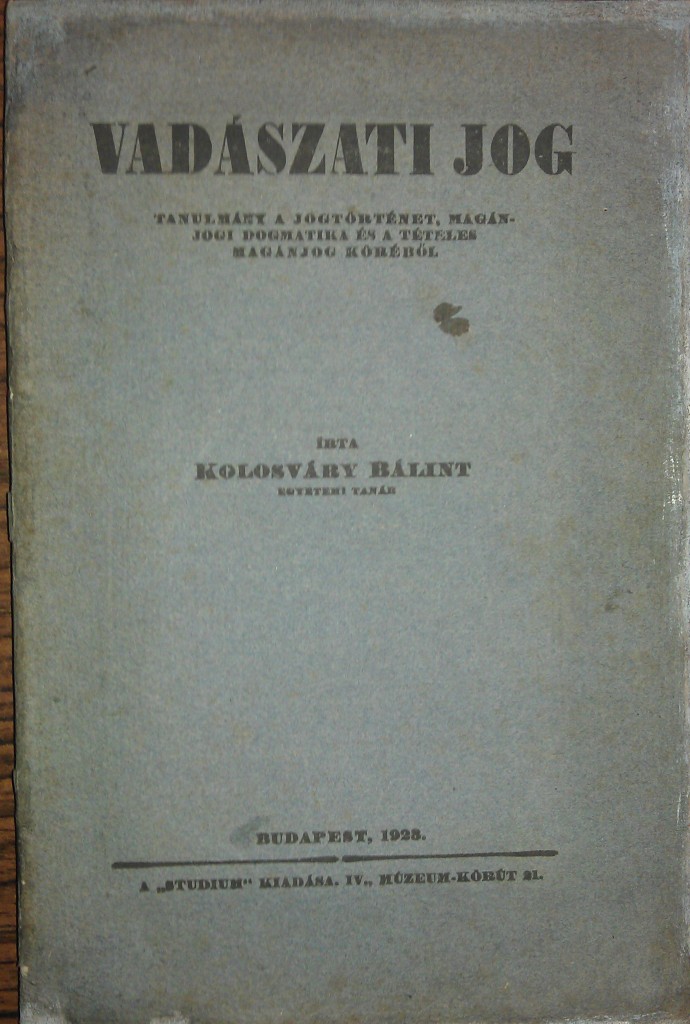 VADÁSZATI JOG
TANULMÁNY A JOGTÖRTÉNET, MAGÁN-
JOGI DOGMATIKA ÉS A TÉTELES
MAGÁNJOG KÖRÉBŐL
ÍRTA
KOLOSVÁRY BÁLINT
EGYETEMI TANÁR
BUDAPEST, 1923.
A „STUDIUM" KIADÁSA. IV., MÚZEUM-KÖRÚT 21.